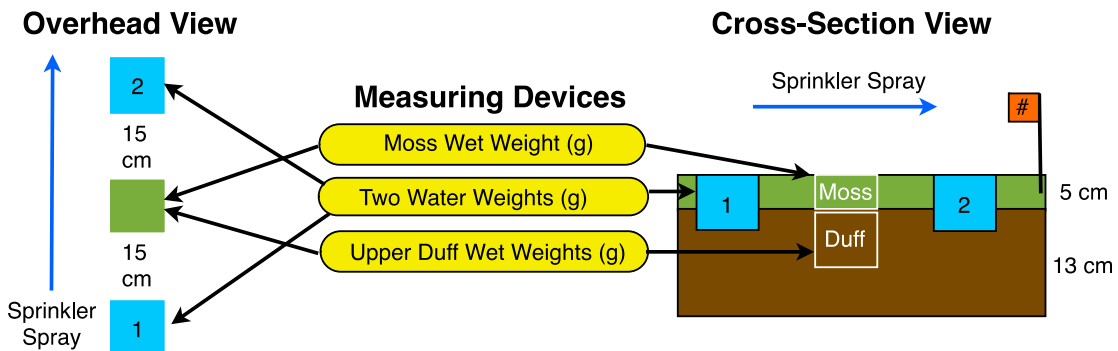 Overhead View
2
15
cm
15
cm
1
Sprinkler
Spray
Measuring Devices
Moss Wet Weight (g)
Two Water Weights (g)
Upper Duff Wet Weights (g)
Cross-Section View
Sprinkler Spray
#
1
Moss
2
Duff
5 cm
13 cm